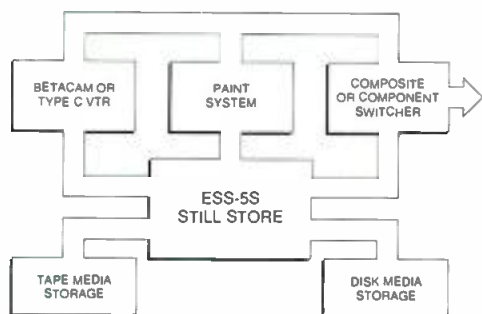 BETACAM OR
TYPE C VTR
PAINT
SYSTEM
COMPOSITE
OR COMPONENT
SWITCHER
ESS-5S
STILL STORE
TAPE MEDIA
STORAGE
DISK MEDIA
STORAGE